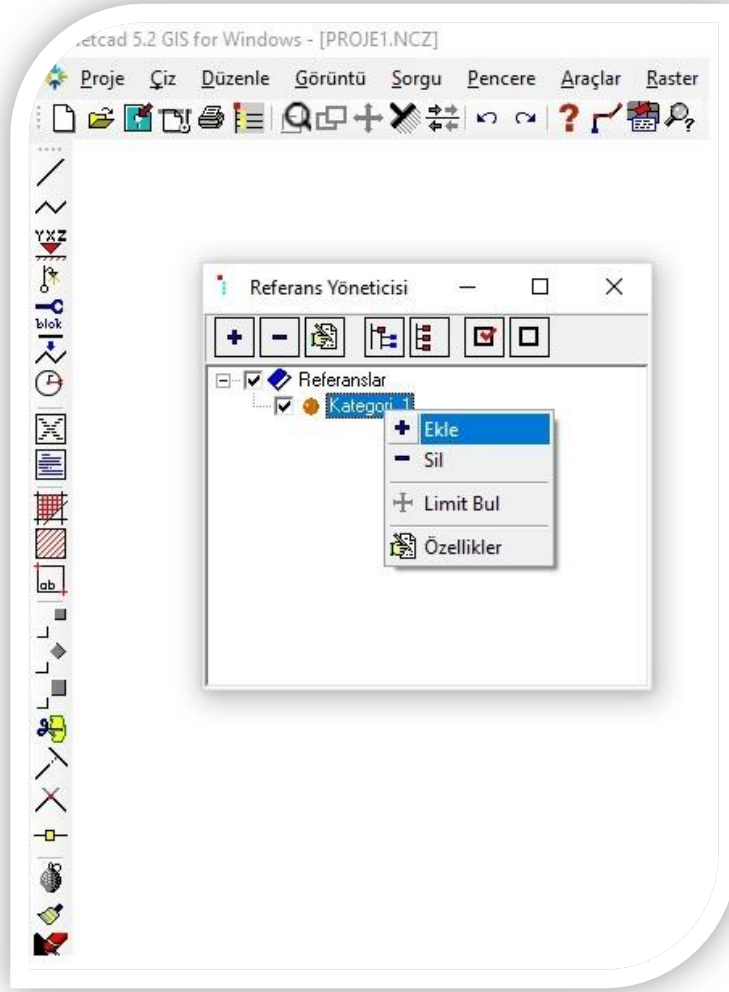 etcad 5.2 GIS for Windows - [PROJE1.NCZ]
Proje Çiz Düzenle Görüntü Sorgu Pencere Araçlar Raster
YXZ
blok
ab
Referans Yöneticisi
Referanslar
Kategori_1
Ekle
Sil
Limit Bul
Özellikler